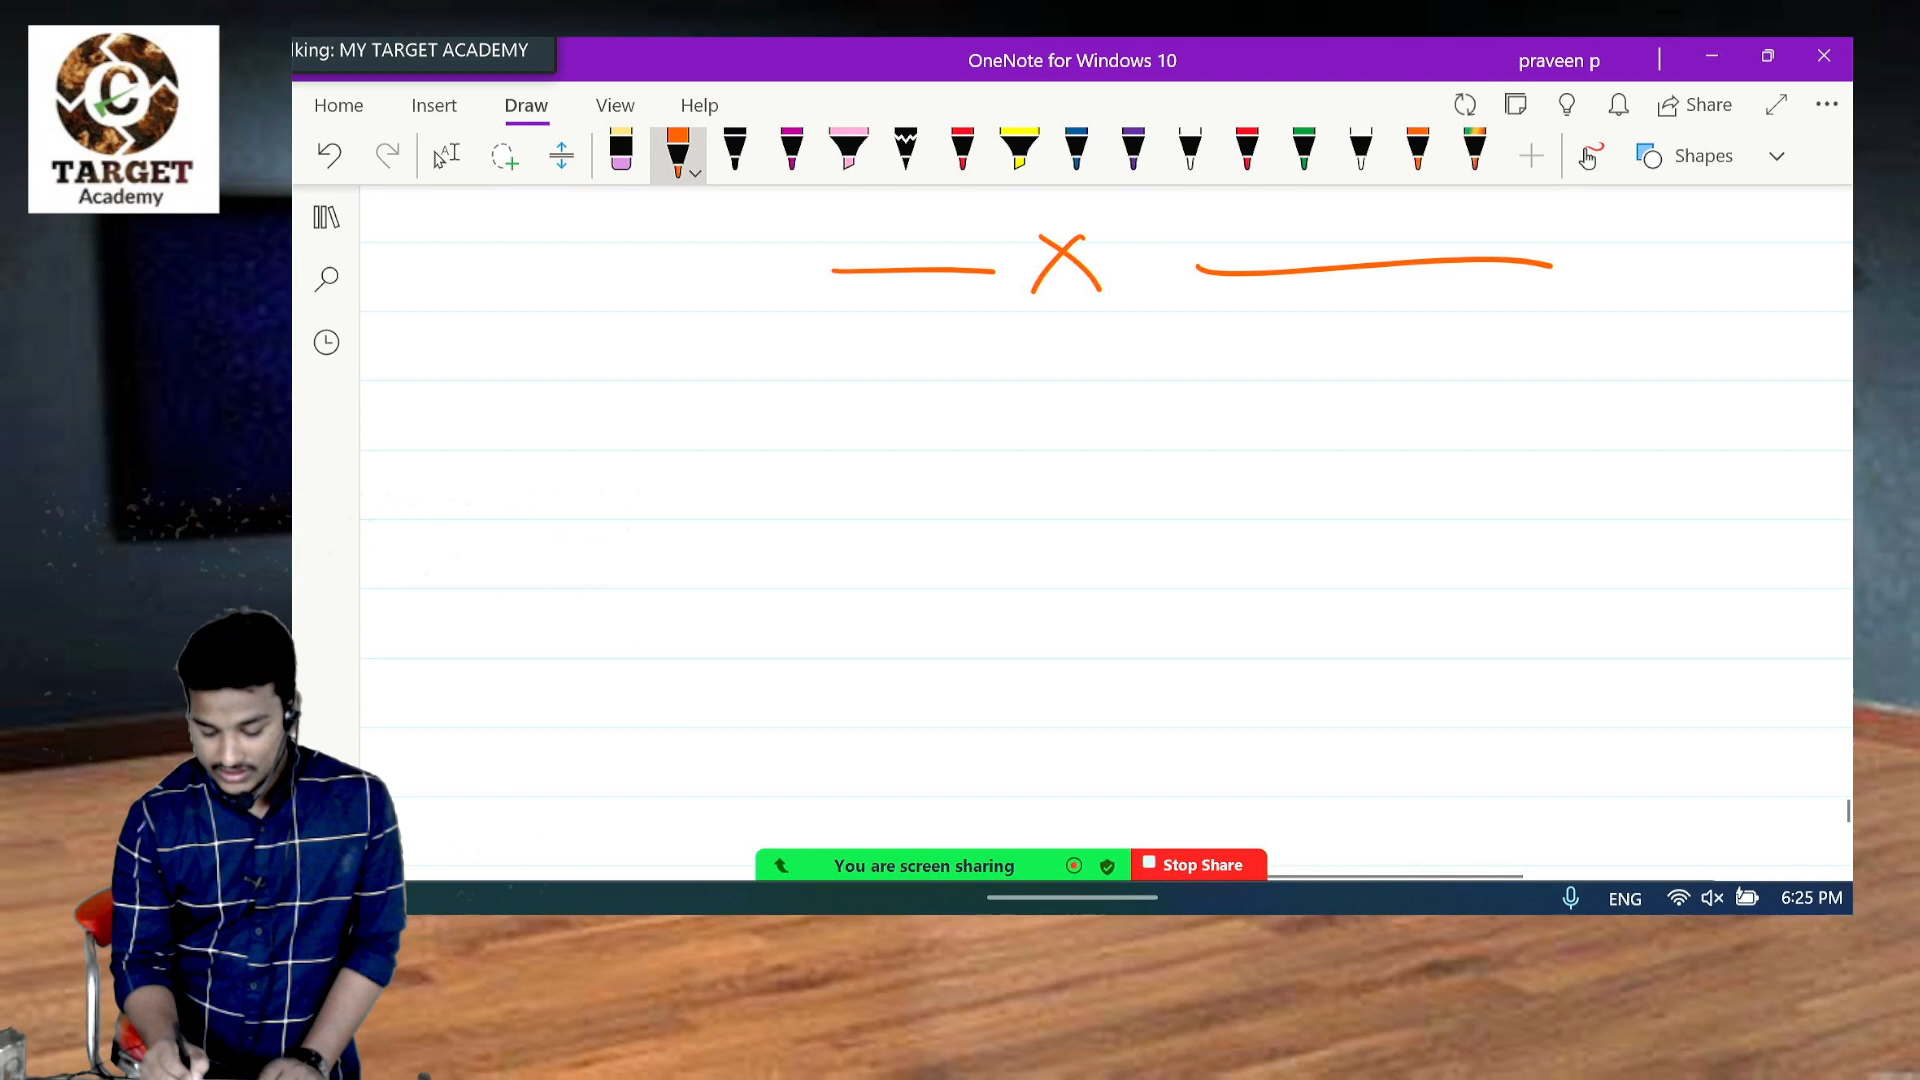 lking: MY TARGET ACADEMY
OneNote for Windows 10
praveen p
Home Insert Draw View Help
Share
Shapes
C
TARGET
Academy
X
You are screen sharing
Stop Share
ENG
6:25 PM